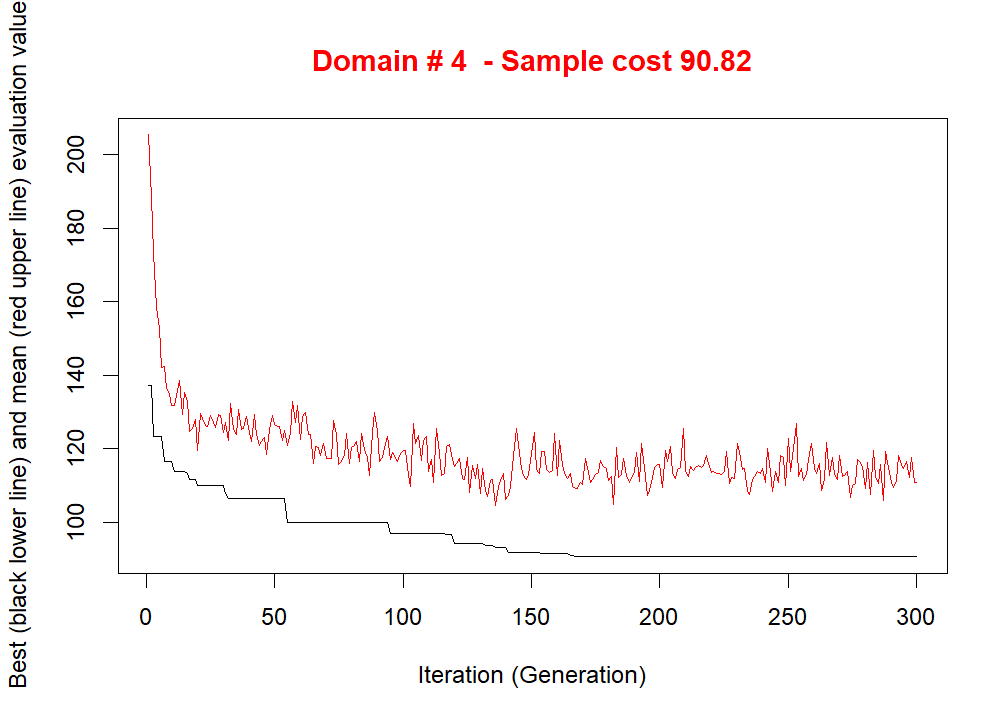 Domain # 4  - Sample cost 90.82
Best (black lower line) and mean (red upper line) evaluation value
200
180
160
140
120
100
0 50 100 150 200 250 300
Iteration (Generation)